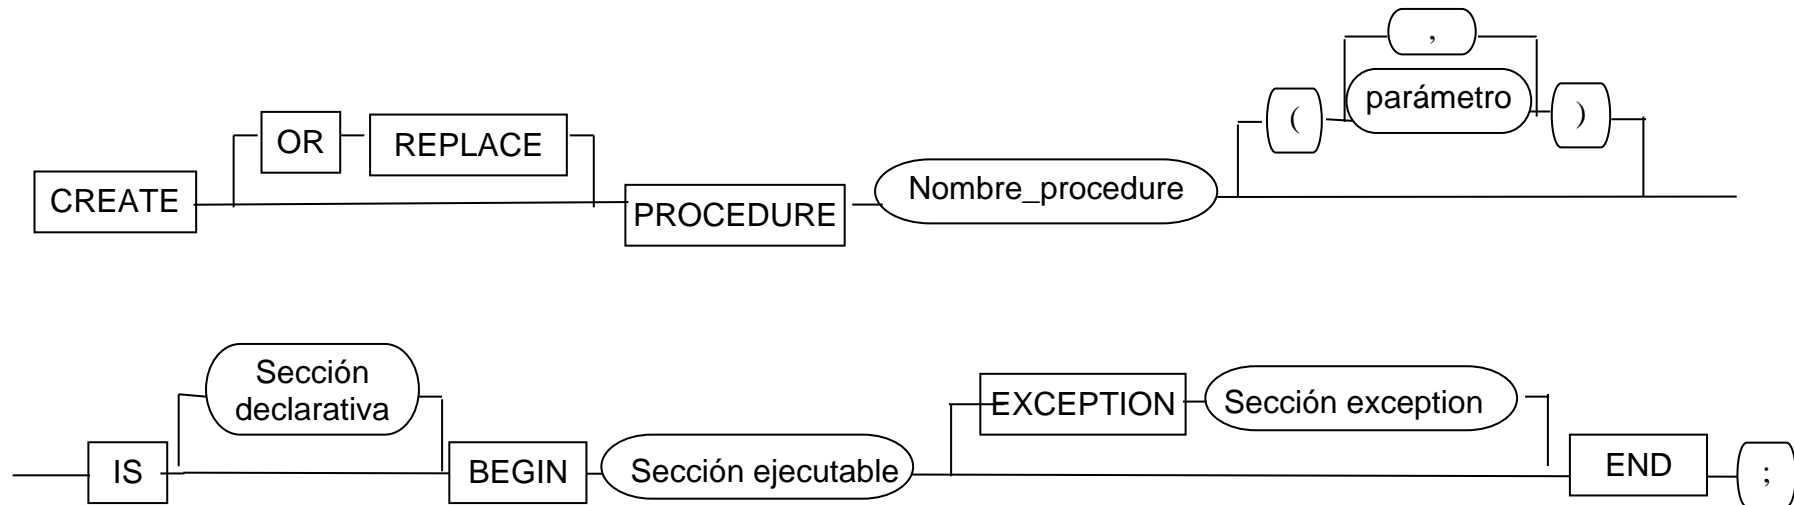 ,
( parámetro )
OR REPLACE
CREATE PROCEDURE Nombre_procedure
Sección
declarativa
EXCEPTION Sección exception
IS BEGIN Sección ejecutable END ;